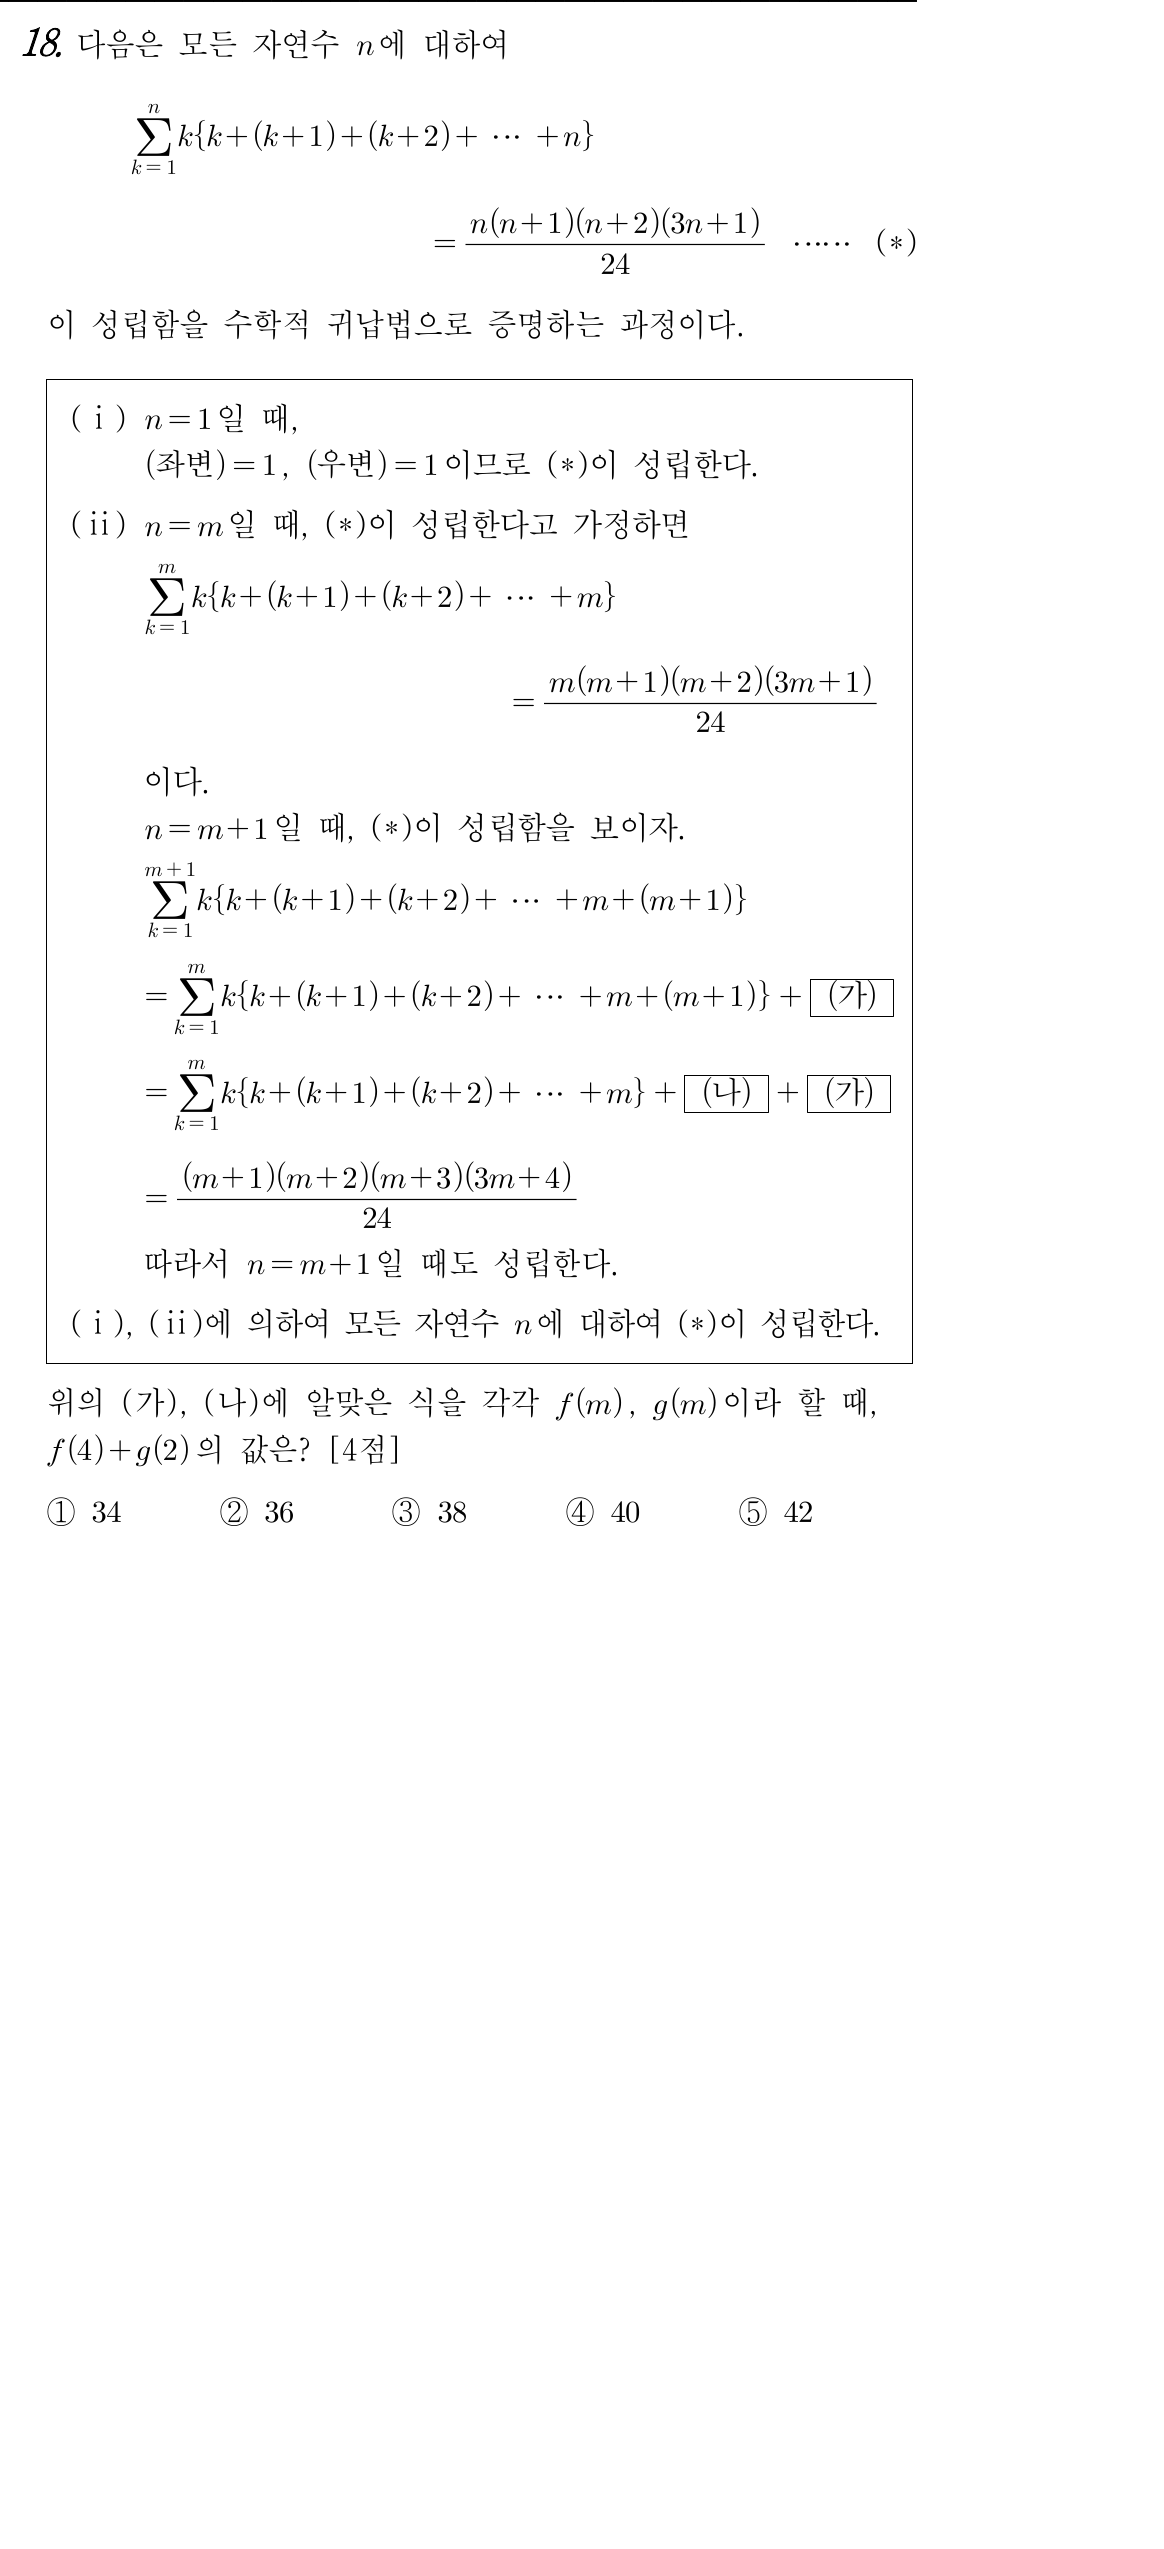 18. 다음은 모든 자연수 n에 대하여
\sum_{k=1}^{n} k{k+(k+1)+(k+2)+ ⋯ +n}
= \frac{n(n+1)(n+2)(3n+1)}{24} ⋯⋯ (∗)
이 성립함을 수학적 귀납법으로 증명하는 과정이다.
(ⅰ) n=1일 때,
(좌변)=1, (우변)=1이므로 (∗)이 성립한다.
(ⅱ) n=m일 때, (∗)이 성립한다고 가정하면
\sum_{k=1}^{m} k{k+(k+1)+(k+2)+ ⋯ +m}
= \frac{m(m+1)(m+2)(3m+1)}{24}
이다.
n=m+1일 때, (∗)이 성립함을 보이자.
\sum_{k=1}^{m+1} k{k+(k+1)+(k+2)+ ⋯ +m+(m+1)}
= \sum_{k=1}^{m} k{k+(k+1)+(k+2)+ ⋯ +m+(m+1)} + (가)
= \sum_{k=1}^{m} k{k+(k+1)+(k+2)+ ⋯ +m} + (나) + (가)
= \frac{(m+1)(m+2)(m+3)(3m+4)}{24}
따라서 n=m+1일 때도 성립한다.
(ⅰ), (ⅱ)에 의하여 모든 자연수 n에 대하여 (∗)이 성립한다.
위의 (가), (나)에 알맞은 식을 각각 f(m), g(m)이라 할 때,
f(4)+g(2)의 값은? [4점]
① 34 ② 36 ③ 38 ④ 40 ⑤ 42